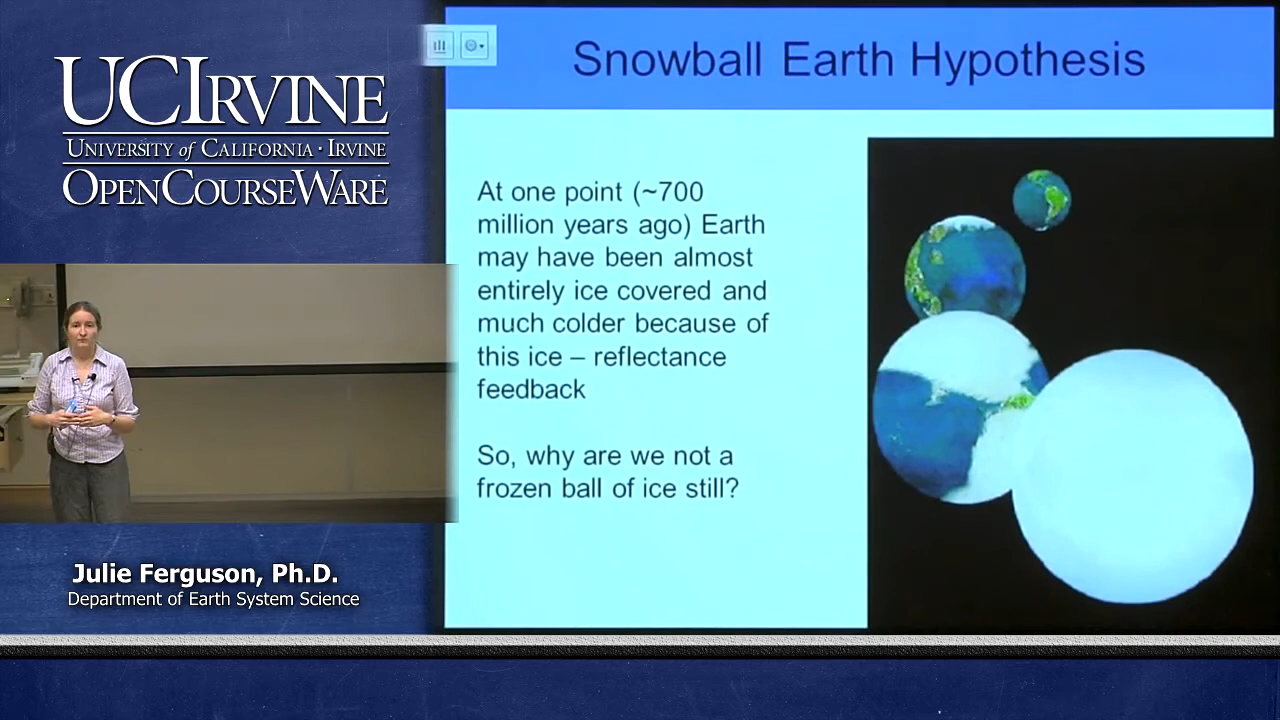 UCIRVINE
UNIVERSITY of CALIFORNIA · IRVINE
OPENCOURSEWARE
Snowball Earth Hypothesis
At one point (~700
million years ago) Earth
may have been almost
entirely ice covered and
much colder because of
this ice – reflectance
feedback
So, why are we not a
frozen ball of ice still?
Julie Ferguson, Ph.D.
Department of Earth System Science